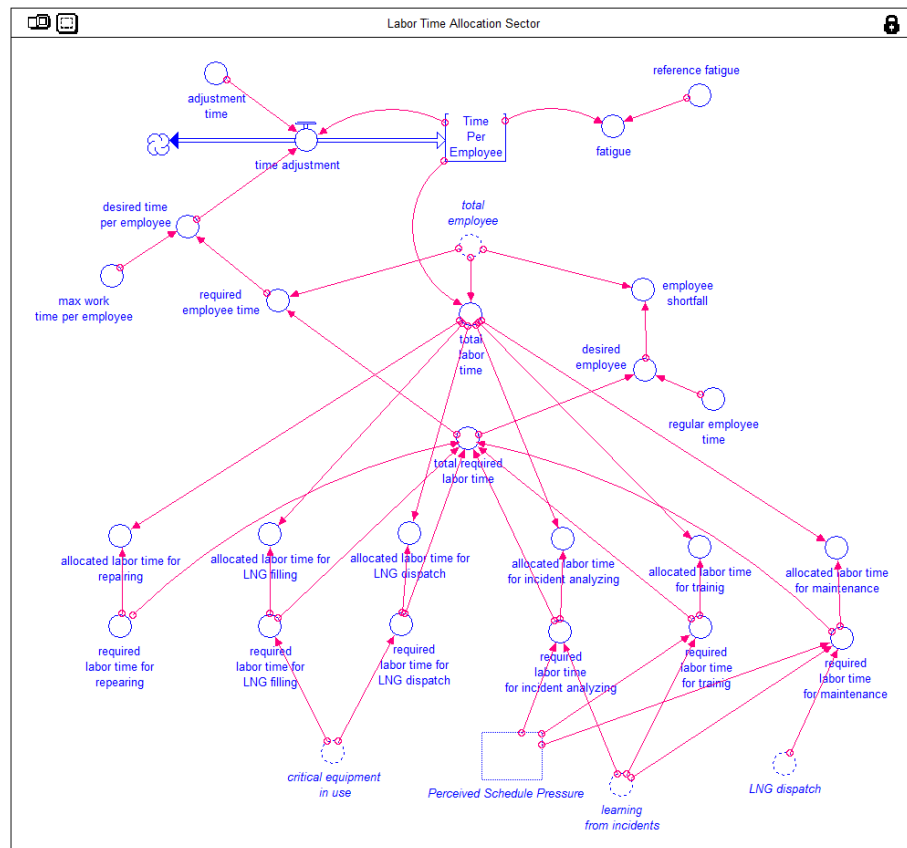 Labor Time Allocation Sector
reference fatigue
adjustment
time
Time
Per
Employee
fatigue
time adjustment
desired time
per employee
total
employee
max work
time per employee
required
employee time
employee
shortfall
total
labor
time
desired
employee
regular employee
time
total required
labor time
allocated labor time for
repairing
allocated labor time for
LNG filling
allocated labor time for
LNG dispatch
allocated labor time
for incident analyzing
allocated labor time
for trainig
allocated labor time
for maintenance
required
labor time for
repearing
required
labor time for
LNG filling
required
labor time for
LNG dispatch
required
labor time
for incident analyzing
required
labor time
for trainig
required
labor time
for maintenance
critical equipment
in use
Perceived Schedule Pressure
learning
from incidents
LNG dispatch